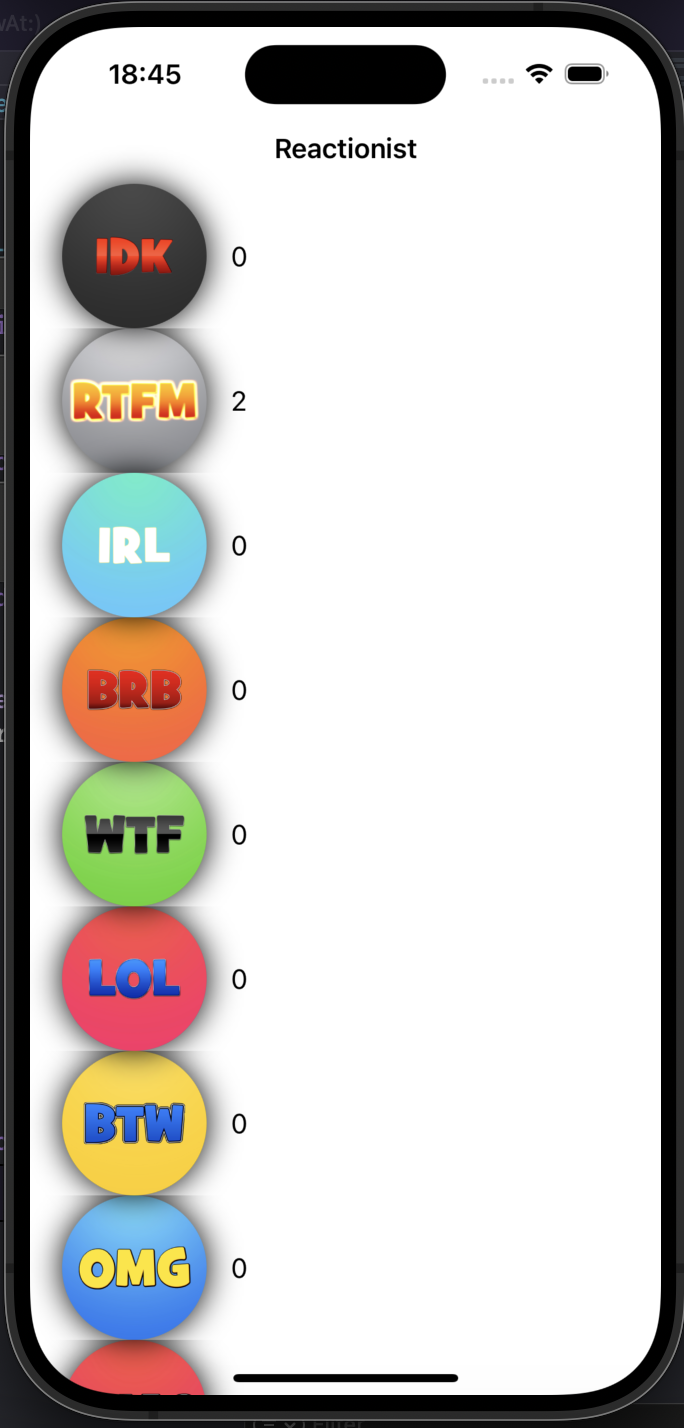 18:45
Reactionist
IDK 0
RTFM 2
IRL 0
BRB 0
WTF 0
LOL 0
BTW 0
OMG 0
Filter